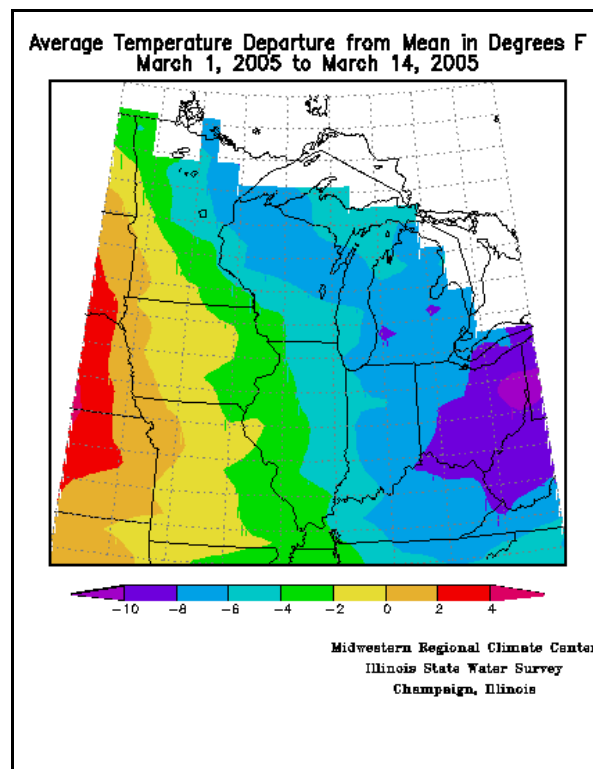 Average Temperature Departure from Mean in Degrees F
March 1, 2005 to March 14, 2005
-10 -8 -6 -4 -2 0 2 4
Midwestern Regional Climate Center
Illinois State Water Survey
Champaign, Illinois